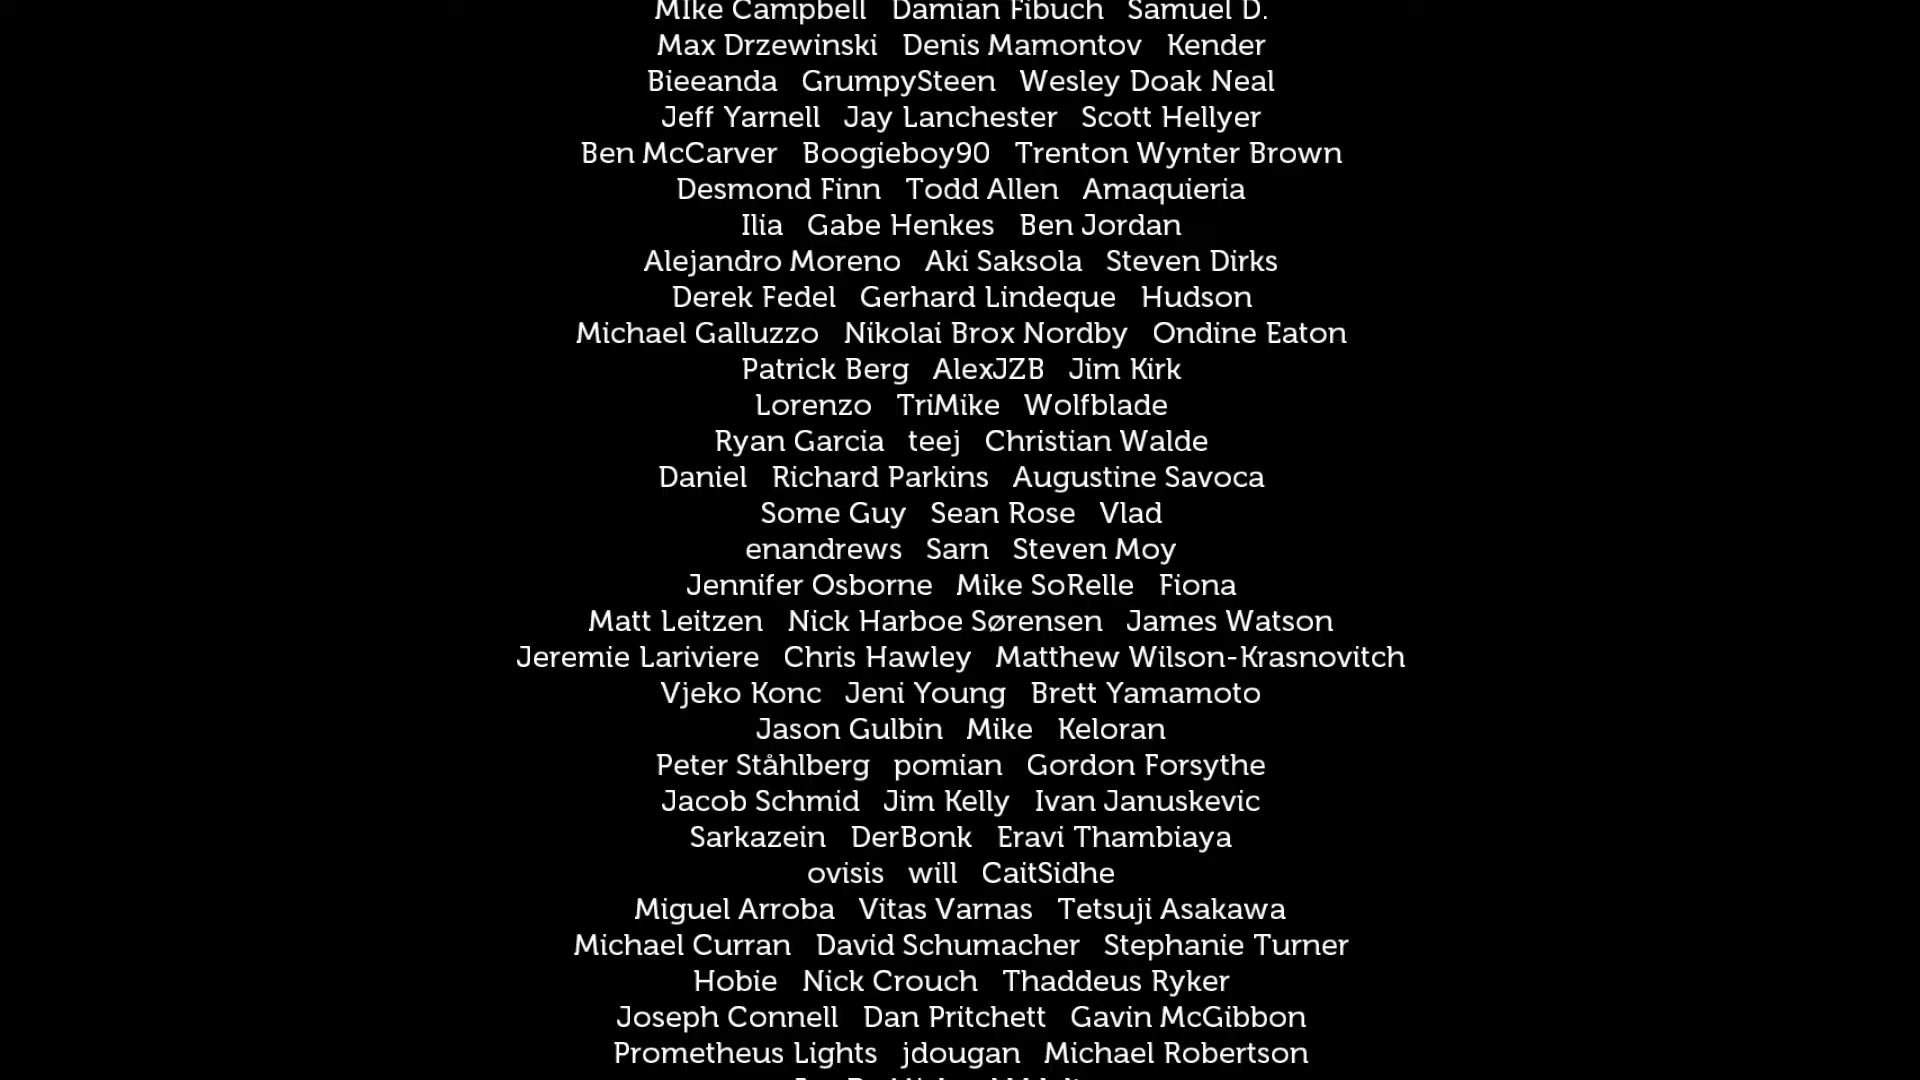 MIke Campbell Damian Fibuch Samuel D.
Max Drzewinski Denis Mamontov Kender
Bieeanda GrumpySteen Wesley Doak Neal
Jeff Yarnell Jay Lanchester Scott Hellyer
Ben McCarver Boogieboy90 Trenton Wynter Brown
Desmond Finn Todd Allen Amaquieria
Ilia Gabe Henkes Ben Jordan
Alejandro Moreno Aki Saksola Steven Dirks
Derek Fedel Gerhard Lindeque Hudson
Michael Galluzzo Nikolai Brox Nordby Ondine Eaton
Patrick Berg AlexJZB Jim Kirk
Lorenzo TriMike Wolfblade
Ryan Garcia teej Christian Walde
Daniel Richard Parkins Augustine Savoca
Some Guy Sean Rose Vlad
enandrews Sarn Steven Moy
Jennifer Osborne Mike SoRelle Fiona
Matt Leitzen Nick Harboe Sørensen James Watson
Jeremie Lariviere Chris Hawley Matthew Wilson-Krasnovitch
Vjeko Konc Jeni Young Brett Yamamoto
Jason Gulbin Mike Keloran
Peter Ståhlberg pomian Gordon Forsythe
Jacob Schmid Jim Kelly Ivan Januskevic
Sarkazein DerBonk Eravi Thambiaya
ovisis will CaitSidhe
Miguel Arroba Vitas Varnas Tetsuji Asakawa
Michael Curran David Schumacher Stephanie Turner
Hobie Nick Crouch Thaddeus Ryker
Joseph Connell Dan Pritchett Gavin McGibbon
Prometheus Lights jdougan Michael Robertson